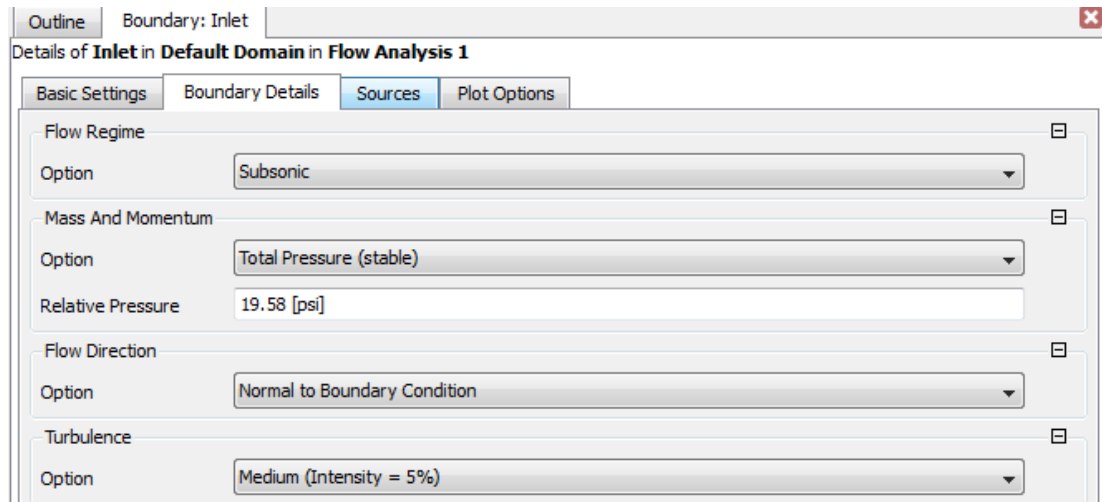 Outline Boundary: Inlet
Details of Inlet in Default Domain in Flow Analysis 1
Basic Settings Boundary Details Sources Plot Options
Flow Regime
Option Subsonic
Mass And Momentum
Option Total Pressure (stable)
Relative Pressure 19.58 [psi]
Flow Direction
Option Normal to Boundary Condition
Turbulence
Option Medium (Intensity = 5%)